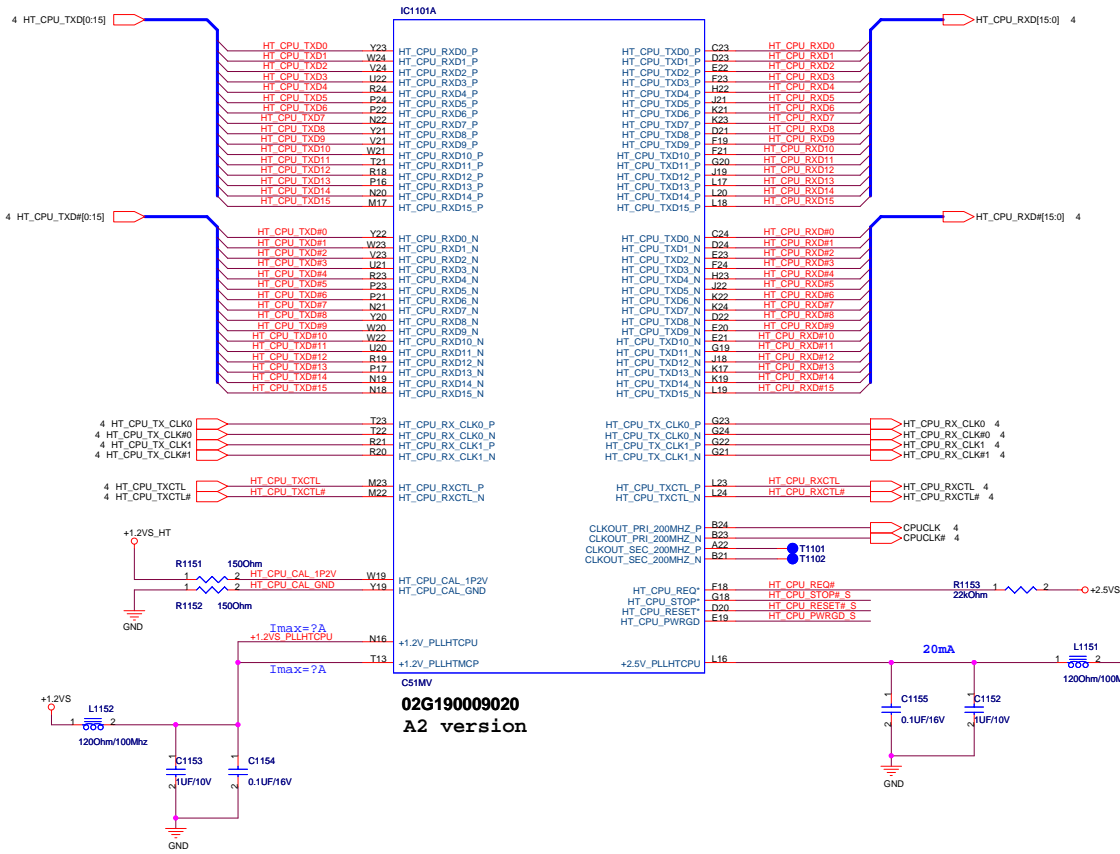 IC1101A
4 HT_CPU_TXD[0:15]
HT_CPU_RXD[15:0] 4
HT_CPU_TXD0 Y23 HT_CPU_RXD0_P HT_CPU_TXD0_P C23 HT_CPU_RXD0
HT_CPU_TXD1 W24 HT_CPU_RXD1_P HT_CPU_TXD1_P D23 HT_CPU_RXD1
HT_CPU_TXD2 V24 HT_CPU_RXD2_P HT_CPU_TXD2_P E22 HT_CPU_RXD2
HT_CPU_TXD3 U22 HT_CPU_RXD3_P HT_CPU_TXD3_P F23 HT_CPU_RXD3
HT_CPU_TXD4 R24 HT_CPU_RXD4_P HT_CPU_TXD4_P H22 HT_CPU_RXD4
HT_CPU_TXD5 P24 HT_CPU_RXD5_P HT_CPU_TXD5_P J21 HT_CPU_RXD5
HT_CPU_TXD6 P22 HT_CPU_RXD6_P HT_CPU_TXD6_P K21 HT_CPU_RXD6
HT_CPU_TXD7 N22 HT_CPU_RXD7_P HT_CPU_TXD7_P K23 HT_CPU_RXD7
HT_CPU_TXD8 Y21 HT_CPU_RXD8_P HT_CPU_TXD8_P D21 HT_CPU_RXD8
HT_CPU_TXD9 V21 HT_CPU_RXD9_P HT_CPU_TXD9_P F19 HT_CPU_RXD9
HT_CPU_TXD10 W21 HT_CPU_RXD10_P HT_CPU_TXD10_P F21 HT_CPU_RXD10
HT_CPU_TXD11 T21 HT_CPU_RXD11_P HT_CPU_TXD11_P G20 HT_CPU_RXD11
HT_CPU_TXD12 R18 HT_CPU_RXD12_P HT_CPU_TXD12_P J19 HT_CPU_RXD12
HT_CPU_TXD13 P16 HT_CPU_RXD13_P HT_CPU_TXD13_P L17 HT_CPU_RXD13
HT_CPU_TXD14 N20 HT_CPU_RXD14_P HT_CPU_TXD14_P L20 HT_CPU_RXD14
HT_CPU_TXD15 M17 HT_CPU_RXD15_P HT_CPU_TXD15_P L18 HT_CPU_RXD15
4 HT_CPU_TXD#[0:15]
HT_CPU_RXD#[15:0] 4
HT_CPU_TXD#0 Y22 HT_CPU_RXD0_N HT_CPU_TXD0_N C24 HT_CPU_RXD#0
HT_CPU_TXD#1 W23 HT_CPU_RXD1_N HT_CPU_TXD1_N D24 HT_CPU_RXD#1
HT_CPU_TXD#2 V23 HT_CPU_RXD2_N HT_CPU_TXD2_N E23 HT_CPU_RXD#2
HT_CPU_TXD#3 U21 HT_CPU_RXD3_N HT_CPU_TXD3_N F24 HT_CPU_RXD#3
HT_CPU_TXD#4 R23 HT_CPU_RXD4_N HT_CPU_TXD4_N H23 HT_CPU_RXD#4
HT_CPU_TXD#5 P23 HT_CPU_RXD5_N HT_CPU_TXD5_N J22 HT_CPU_RXD#5
HT_CPU_TXD#6 P21 HT_CPU_RXD6_N HT_CPU_TXD6_N K22 HT_CPU_RXD#6
HT_CPU_TXD#7 N21 HT_CPU_RXD7_N HT_CPU_TXD7_N K24 HT_CPU_RXD#7
HT_CPU_TXD#8 Y20 HT_CPU_RXD8_N HT_CPU_TXD8_N D22 HT_CPU_RXD#8
HT_CPU_TXD#9 W20 HT_CPU_RXD9_N HT_CPU_TXD9_N E20 HT_CPU_RXD#9
HT_CPU_TXD#10 W22 HT_CPU_RXD10_N HT_CPU_TXD10_N E21 HT_CPU_RXD#10
HT_CPU_TXD#11 U20 HT_CPU_RXD11_N HT_CPU_TXD11_N G19 HT_CPU_RXD#11
HT_CPU_TXD#12 R19 HT_CPU_RXD12_N HT_CPU_TXD12_N J18 HT_CPU_RXD#12
HT_CPU_TXD#13 P17 HT_CPU_RXD13_N HT_CPU_TXD13_N K17 HT_CPU_RXD#13
HT_CPU_TXD#14 N19 HT_CPU_RXD14_N HT_CPU_TXD14_N K19 HT_CPU_RXD#14
HT_CPU_TXD#15 N18 HT_CPU_RXD15_N HT_CPU_TXD15_N L19 HT_CPU_RXD#15
4 HT_CPU_TX_CLK0 T23 HT_CPU_RX_CLK0_P HT_CPU_TX_CLK0_P G23 HT_CPU_RX_CLK0 4
4 HT_CPU_TX_CLK#0 T22 HT_CPU_RX_CLK0_N HT_CPU_TX_CLK0_N G24 HT_CPU_RX_CLK#0 4
4 HT_CPU_TX_CLK1 R21 HT_CPU_RX_CLK1_P HT_CPU_TX_CLK1_P G22 HT_CPU_RX_CLK1 4
4 HT_CPU_TX_CLK#1 R20 HT_CPU_RX_CLK1_N HT_CPU_TX_CLK1_N G21 HT_CPU_RX_CLK#1 4
4 HT_CPU_TXCTL HT_CPU_TXCTL M23 HT_CPU_RXCTL_P HT_CPU_TXCTL_P L23 HT_CPU_RXCTL HT_CPU_RXCTL 4
4 HT_CPU_TXCTL# HT_CPU_TXCTL# M22 HT_CPU_RXCTL_N HT_CPU_TXCTL_N L24 HT_CPU_RXCTL# HT_CPU_RXCTL# 4
CLKOUT_PRI_200MHZ_P B24 CPUCLK 4
CLKOUT_PRI_200MHZ_N B23 CPUCLK# 4
CLKOUT_SEC_200MHZ_P A22 T1101
CLKOUT_SEC_200MHZ_N B21 T1102
+1.2VS_HT
R1151 150Ohm
1 2 HT_CPU_CAL_1P2V W19 HT_CPU_CAL_1P2V
1 2 HT_CPU_CAL_GND Y19 HT_CPU_CAL_GND
R1152 150Ohm
GND
HT_CPU_REQ* F18 HT_CPU_REQ# R1153 1 2 22kOhm +2.5VS
HT_CPU_STOP* G18 HT_CPU_STOP#_S
HT_CPU_RESET* D20 HT_CPU_RESET#_S
HT_CPU_PWRGD E19 HT_CPU_PWRGD_S
Imax=?A
+1.2VS_PLLHTCPU N16 +1.2V_PLLHTCPU
Imax=?A
T13 +1.2V_PLLHTMCP
+2.5V_PLLHTCPU L16 20mA
L1151
1 2
120Ohm/100M
C51MV
02G190009020
A2 version
+1.2VS
L1152
1 2
120Ohm/100Mhz
1 C1153 2 1UF/10V
1 C1154 2 0.1UF/16V
GND
1 C1155 2 0.1UF/16V
1 C1152 2 1UF/10V
GND